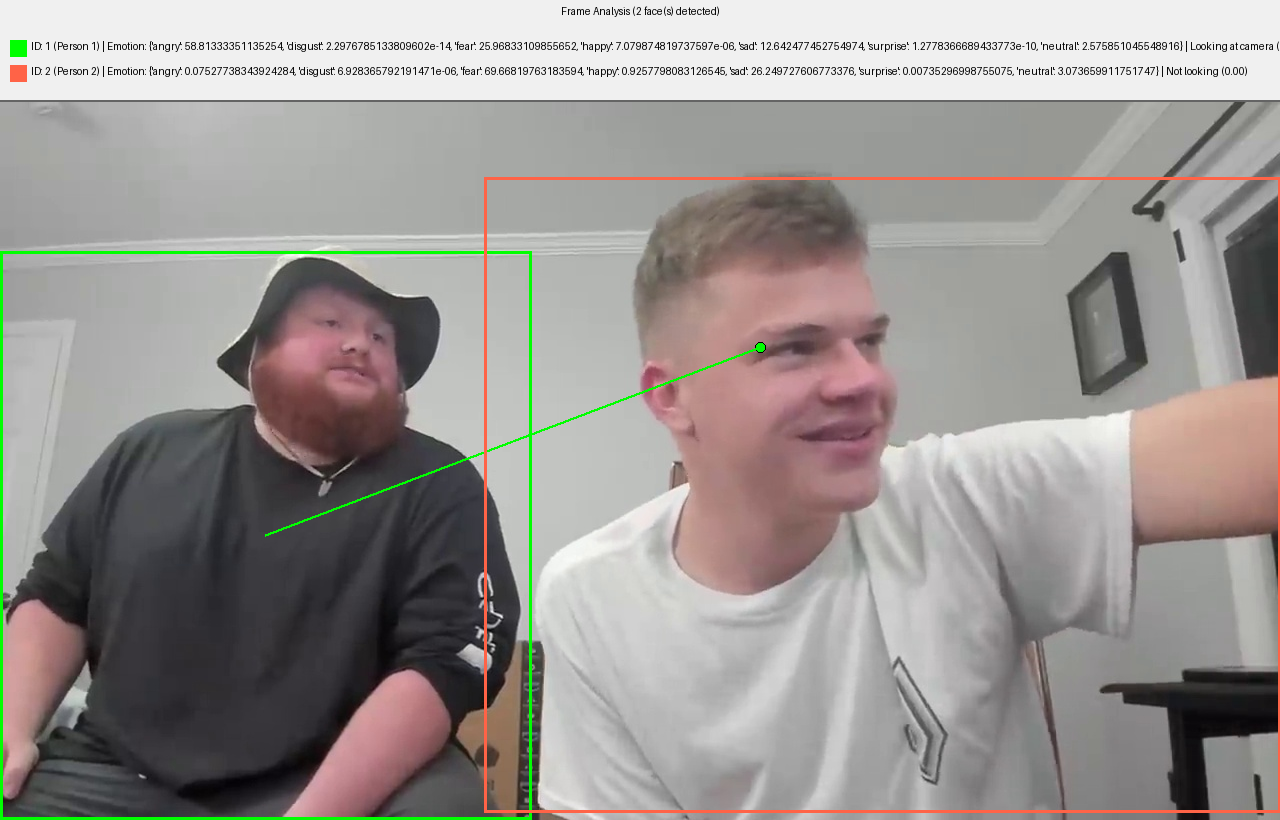 Frame Analysis (2 face(s) detected)
ID: 1 (Person 1) | Emotion: {'angry': 58.81333351135254, 'disgust': 2.2976785133809602e-14, 'fear': 25.96833109855652, 'happy': 7.079874819737597e-06, 'sad': 12.642477452754974, 'surprise': 1.2778366689433773e-10, 'neutral': 2.575851045548916} | Looking at camera (
ID: 2 (Person 2) | Emotion: {'angry': 0.07527738343924284, 'disgust': 6.928365792191471e-06, 'fear': 69.66819763183594, 'happy': 0.9257798083126545, 'sad': 26.249727606773376, 'surprise': 0.00735296998755075, 'neutral': 3.073659911751747} | Not looking (0.00)